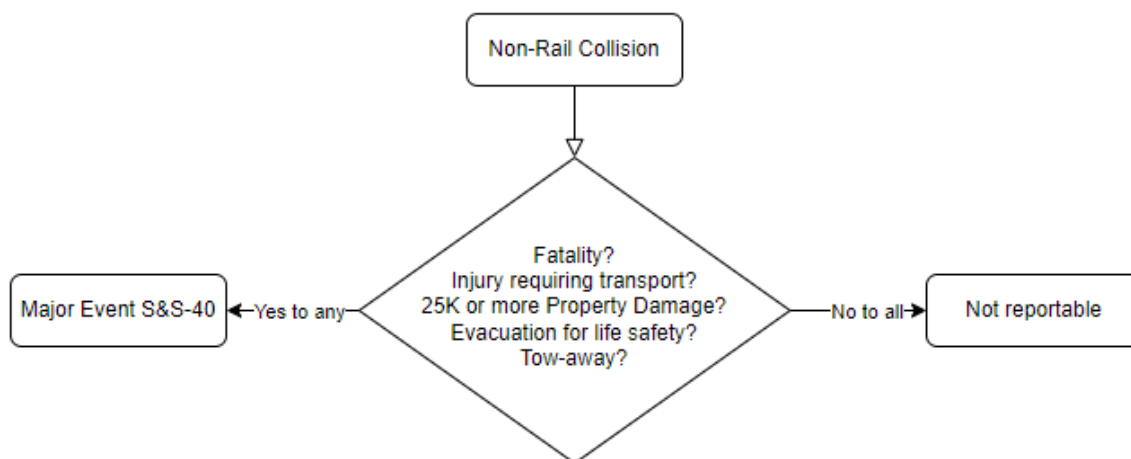 Non-Rail Collision
Fatality?
Injury requiring transport?
25K or more Property Damage?
Evacuation for life safety?
Tow-away?
Major Event S&S-40
Yes to any
No to all
Not reportable